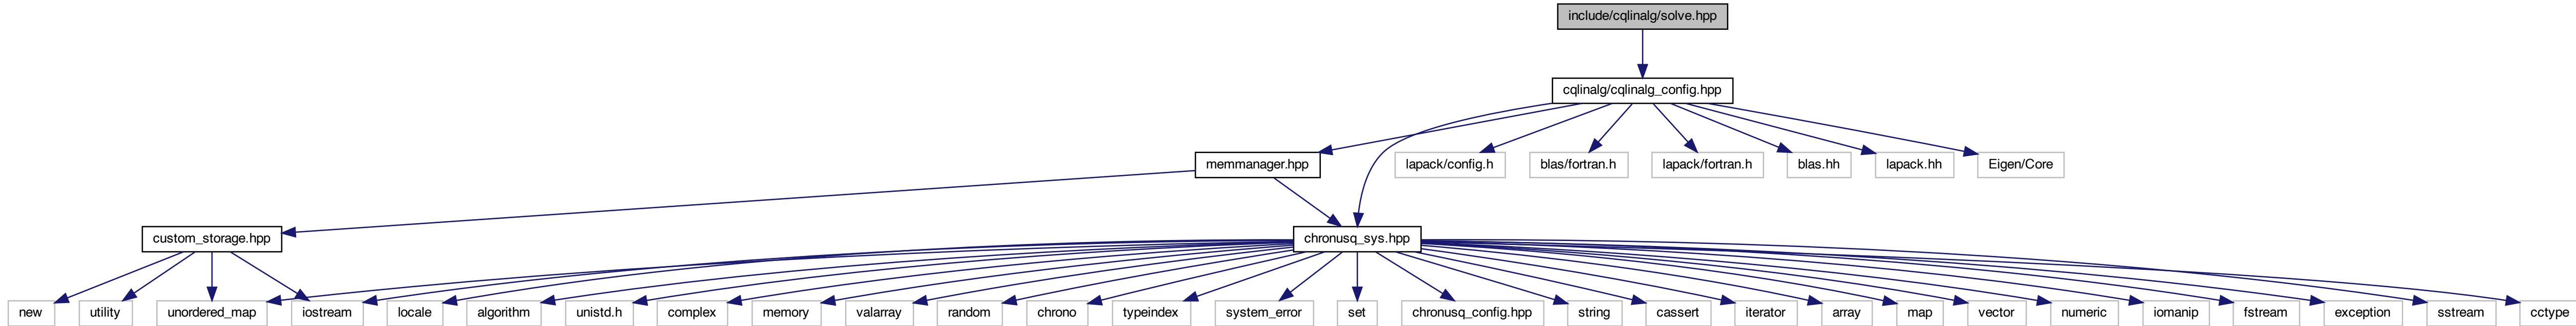 include/cqlinalg/solve.hpp
cqlinalg/cqlinalg_config.hpp
memmanager.hpp
lapack/config.h
blas/fortran.h
lapack/fortran.h
blas.hh
lapack.hh
Eigen/Core
custom_storage.hpp
chronusq_sys.hpp
new
utility
unordered_map
iostream
locale
algorithm
unistd.h
complex
memory
valarray
random
chrono
typeindex
system_error
set
chronusq_config.hpp
string
cassert
iterator
array
map
vector
numeric
iomanip
fstream
exception
sstream
cctype